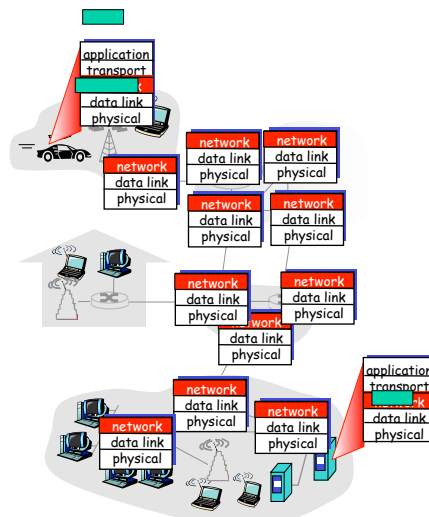 application
transport
data link
physical
network
data link
physical
network
data link
physical
network
data link
physical
network
data link
physical
network
data link
physical
network
data link
physical
network
data link
physical
network
data link
physical
network
data link
physical
network
data link
physical
network
data link
physical
application
transport
data link
physical